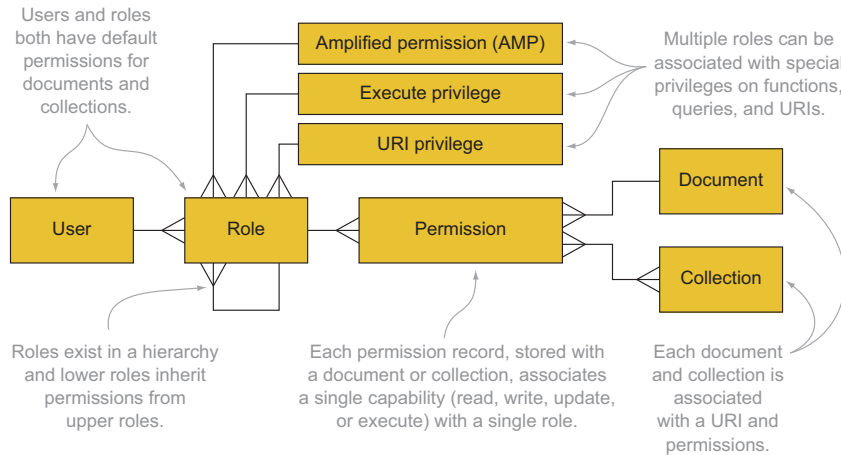 Users and roles
both have default
permissions for
documents and
collections.
Amplified permission (AMP)
Execute privilege
URI privilege
Multiple roles can be
associated with special
privileges on functions,
queries, and URIs.
User
Role
Permission
Document
Collection
Roles exist in a hierarchy
and lower roles inherit
permissions from
upper roles.
Each permission record, stored with
a document or collection, associates
a single capability (read, write, update,
or execute) with a single role.
Each document
and collection is
associated
with a URI and
permissions.